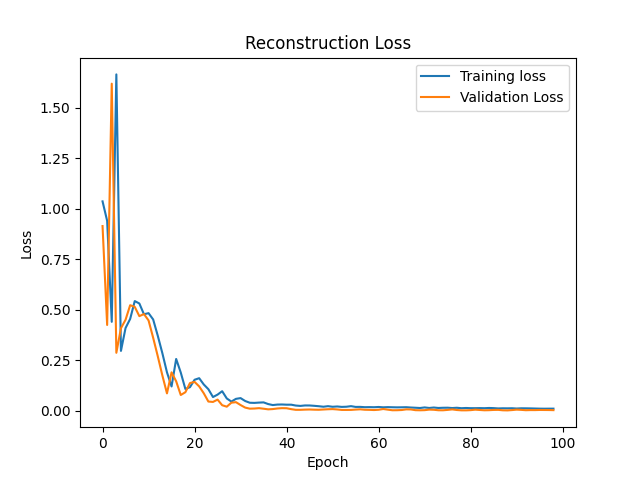 Reconstruction Loss
Training loss
Validation Loss
1.50
1.25
1.00
0.75
0.50
0.25
0.00
Loss
0 20 40 60 80 100
Epoch